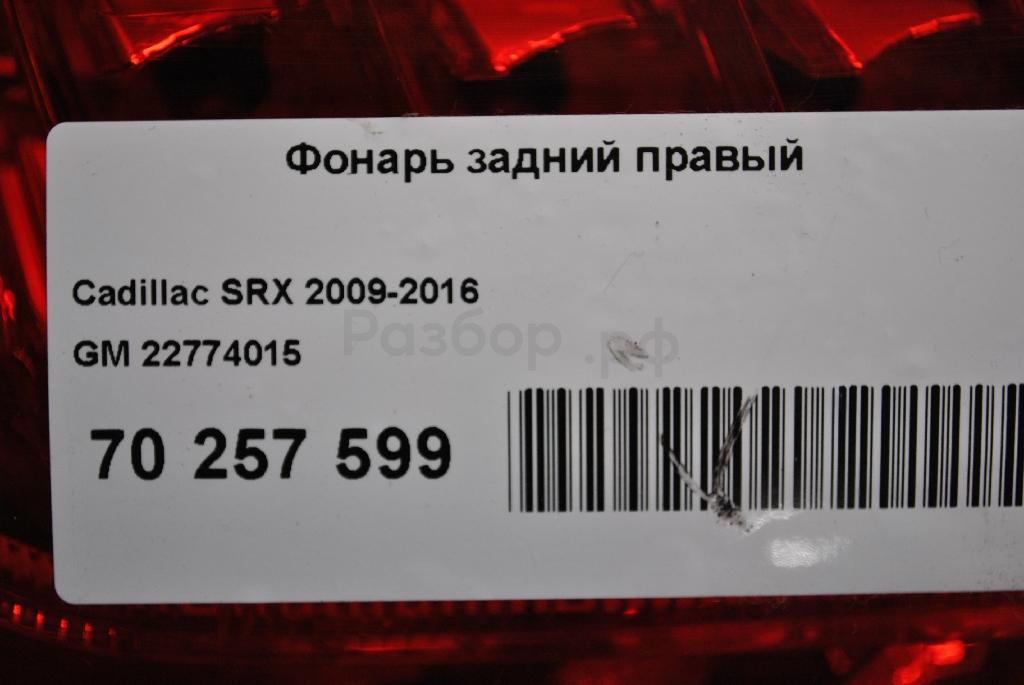 Фонарь задний правый
Cadillac SRX 2009-2016
Разбор.рф
GM 22774015
70 257 599